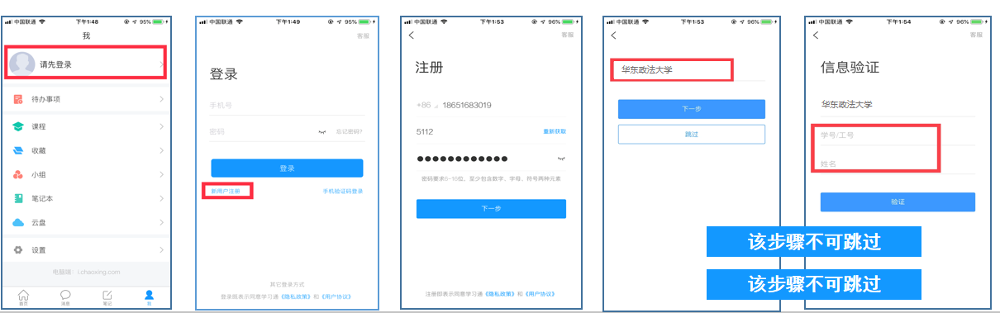 中国联通 下午1:48 95%
我
请先登录
待办事项
课程
收藏
小组
笔记本
云盘
设置
电脑端: i.chaoxing.com
首页 消息 笔记 我
中国联通 下午1:49 95%
客服
登录
手机号
密码 忘记密码?
登录
新用户注册 手机验证码登录
其它登录方式
登录既表示同意学习通《隐私政策》和《用户协议》
中国联通 下午1:53 96%
客服
注册
+86 18651683019
5112 重新获取
●●●●●●●●●●●●
密码要求6-16位，至少包含数字、字母、符号两种元素
下一步
注册即表示同意学习通《隐私政策》和《用户协议》
中国联通 下午1:53 96%
华东政法大学
下一步
跳过
中国联通 下午1:54 96%
客服
信息验证
华东政法大学
学号/工号
姓名
验证
该步骤不可跳过
该步骤不可跳过